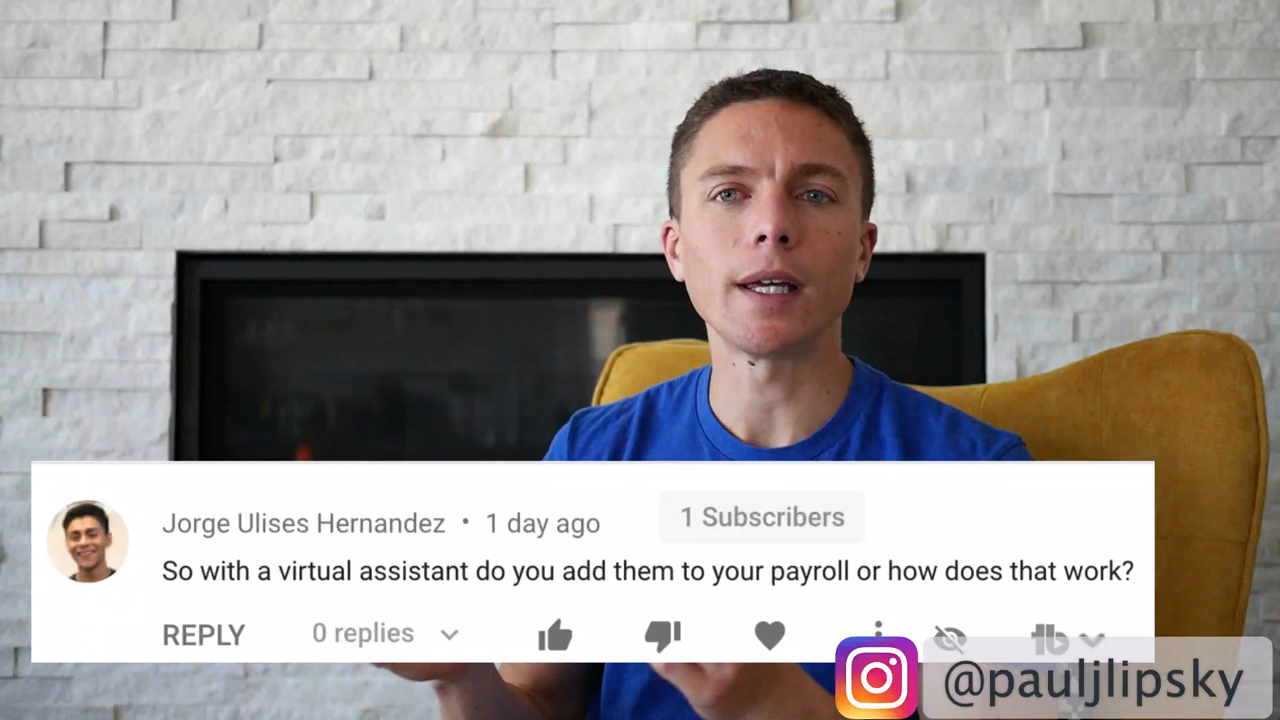 Jorge Ulises Hernandez • 1 day ago 1 Subscribers
So with a virtual assistant do you add them to your payroll or how does that work?
REPLY 0 replies
@pauljlipsky